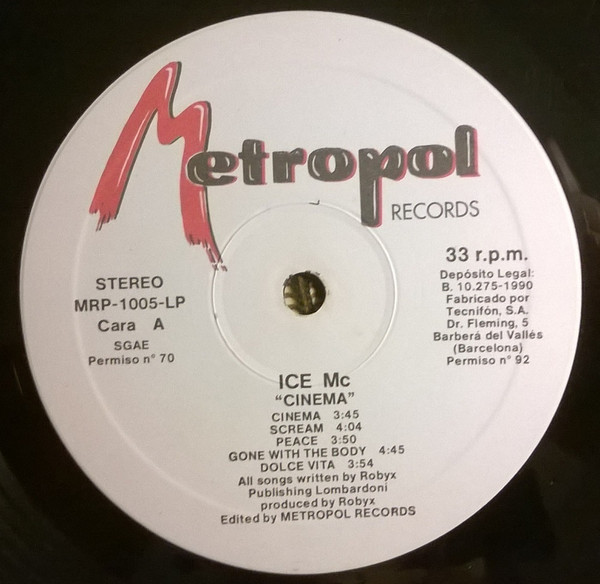 Metropol
RECORDS
STEREO
MRP-1005-LP
Cara A
SGAE
Permiso n° 70
33 r.p.m.
Depósito Legal:
B. 10.275-1990
Fabricado por
Tecnifón, S.A.
Dr. Fleming, 5
Barberá del Vallés
(Barcelona)
Permiso n° 92
ICE Mc
"CINEMA"
CINEMA 3:45
SCREAM 4:04
PEACE 3:50
GONE WITH THE BODY 4:45
DOLCE VITA 3:54
All songs written by Robyx
Publishing Lombardoni
produced by Robyx
Edited by METROPOL RECORDS